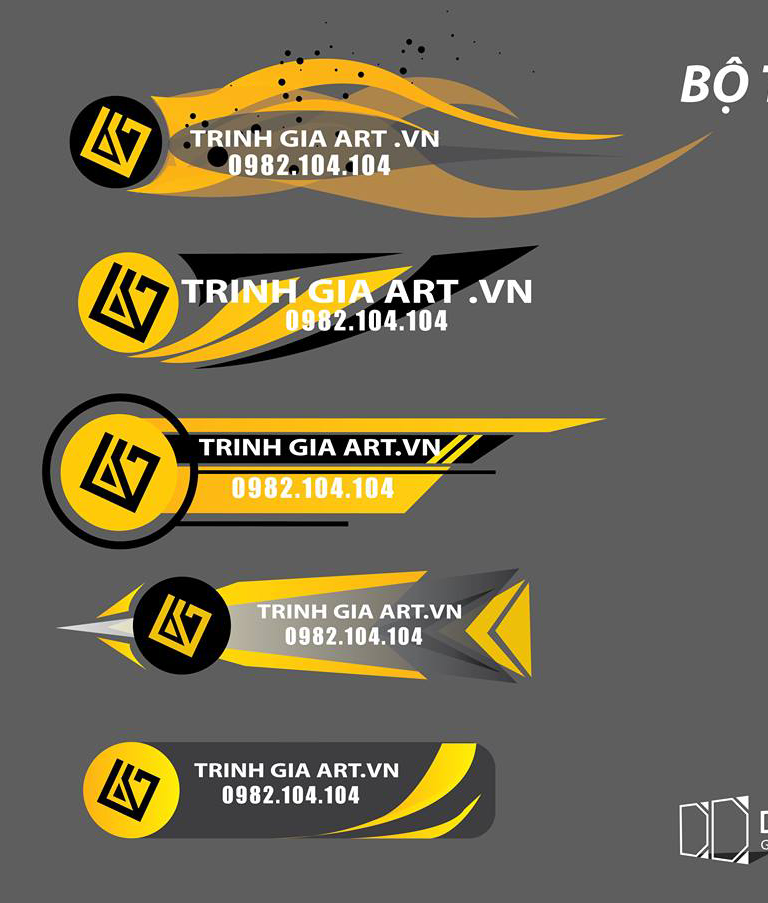 BỘ
TRINH GIA ART .VN
0982.104.104
TRINH GIA ART .VN
0982.104.104
TRINH GIA ART.VN
0982.104.104
TRINH GIA ART.VN
0982.104.104
TRINH GIA ART.VN
0982.104.104